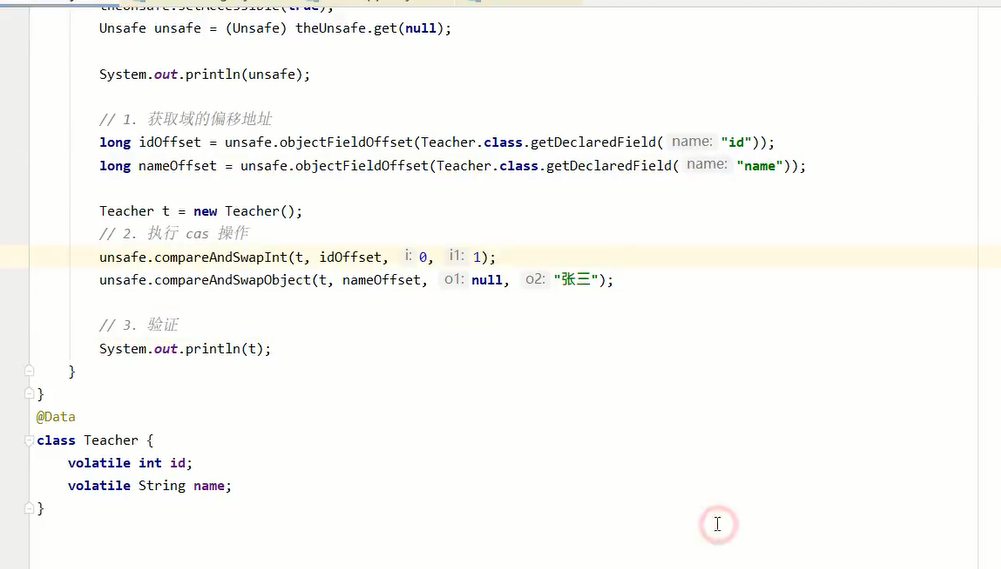 theUnsafe.setAccessible(true);
Unsafe unsafe = (Unsafe) theUnsafe.get(null);
System.out.println(unsafe);
// 1. 获取域的偏移地址
long idOffset = unsafe.objectFieldOffset(Teacher.class.getDeclaredField( name: "id"));
long nameOffset = unsafe.objectFieldOffset(Teacher.class.getDeclaredField( name: "name"));
Teacher t = new Teacher();
// 2. 执行 cas 操作
unsafe.compareAndSwapInt(t, idOffset, i: 0, i1: 1);
unsafe.compareAndSwapObject(t, nameOffset, o1: null, o2: "张三");
// 3. 验证
System.out.println(t);
}
}
@Data
class Teacher {
volatile int id;
volatile String name;
}